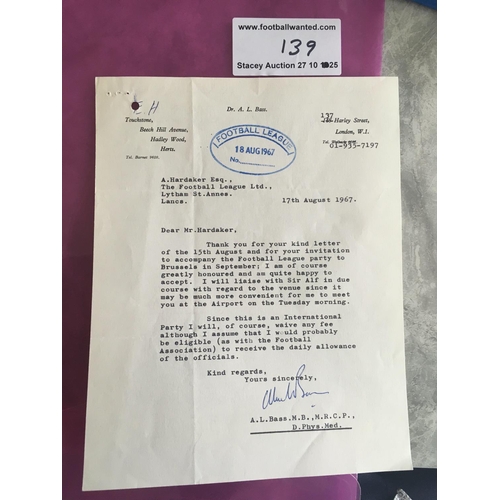 www.footballwanted.com
139
Stacey Auction 27 10 25
E H
Dr. A. L. Bass.
Touchstone,
Beech Hill Avenue,
Hadley Wood,
Herts.
Tel. Barnet 9020.
137
Harley Street,
London, W.1.
Tel.
01-935-7197
FOOTBALL LEAGUE
18 AUG 1967
No.
A.Hardaker Esq.,
The Football League Ltd.,
Lytham St.Annes.
Lancs.
17th August 1967.
Dear Mr.Hardaker,
Thank you for your kind letter
of the 15th August and for your invitation
to accompany the Football League party to
Brussels in September; I am of course
greatly honoured and am quite happy to
accept. I will liaise with Sir Alf in due
course with regard to the venue since it
may be much more convenient for me to meet
you at the Airport on the Tuesday morning.
Since this is an International
Party I will, of course, waive any fee
although I assume that I would probably
be eligible (as with the Football
Association) to receive the daily allowance
of the officials.
Kind regards,
Yours sincerely,
A.L.Bass.M.B.,M.R.C.P.,
D.Phys.Med.